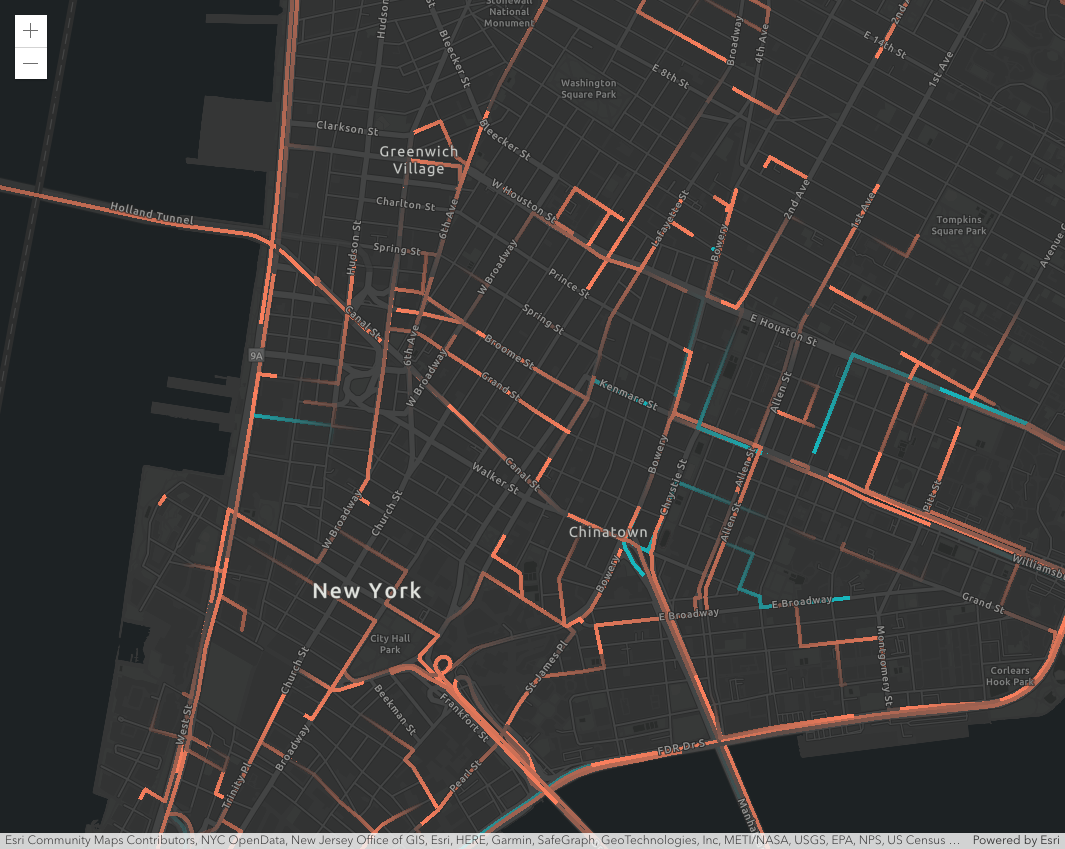 Stonewall
National
Monument
Hudson
St
Bleecker St
Broadway
4th Ave
2nd
E 14th St
1st Ave
E 8th St
Washington
Square Park
Clarkson St
Greenwich
Village
Bleecker St
W Houston St
Charlton St
6th Ave
Holland Tunnel
Hudson St
Spring St
W Broadway
Prince St
Lafayette St
Bowery
2nd Ave
1st Ave
Tompkins
Square Park
Avenue C
Canal St
Spring St
E Houston St
9A
6th Ave
W Broadway
Broome St
Grand St
Kenmare St
Allen St
Bowery
Chrystie St
Allen St
Allen St
Pitt St
Walker St
Canal St
W Broadway
Church St
Chinatown
Bowery
Williamsb
New York
E Broadway
E Broadway
Grand St
City Hall
Park
Church St
St James Pl
Montgomery St
Corlears
Hook Park
Beekman St
Frankfort St
West St
Broadway
FDR Dr S
Trinity Pl
Pearl St
Manha
Esri Community Maps Contributors, NYC OpenData, New Jersey Office of GIS, Esri, HERE, Garmin, SafeGraph, GeoTechnologies, Inc, METI/NASA, USGS, EPA, NPS, US Census ...
Powered by Esri